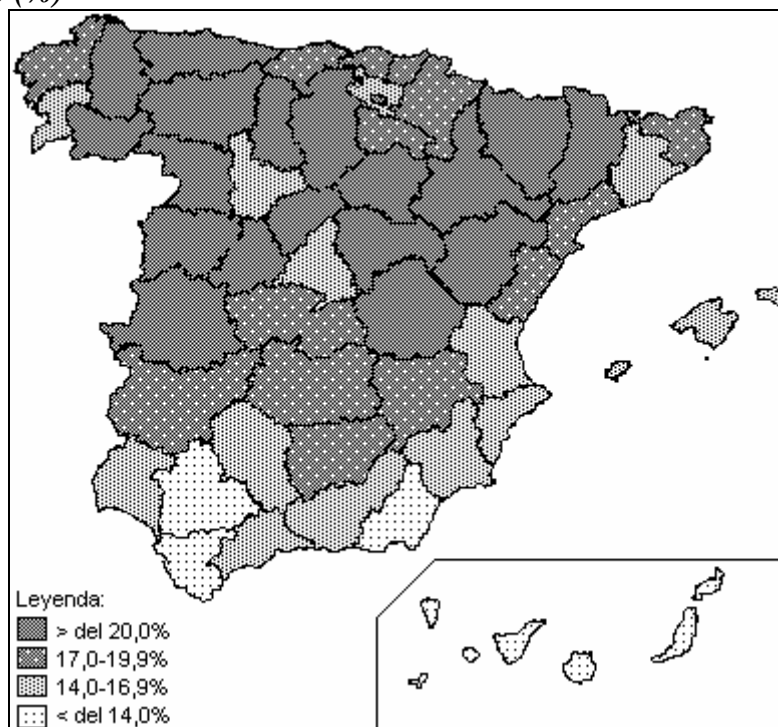 (%)
Leyenda:
> del 20,0%
17,0-19,9%
14,0-16,9%
< del 14,0%